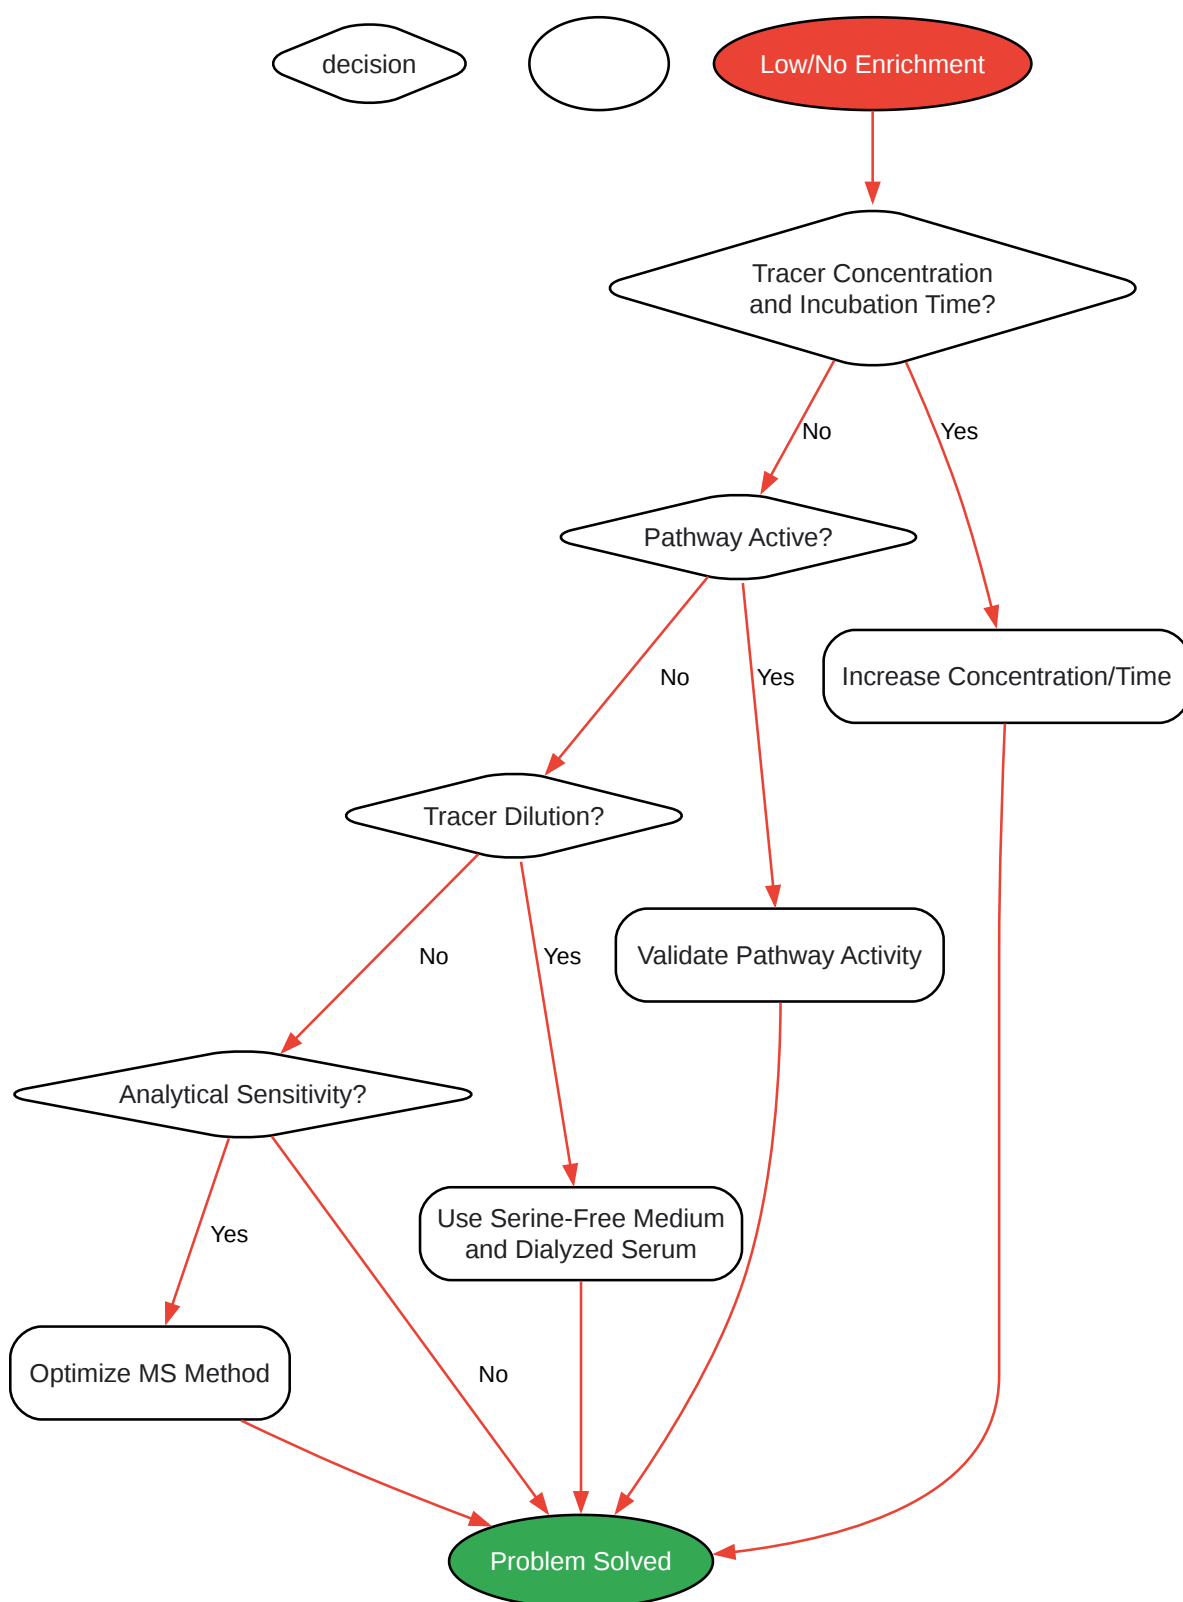 decision
Low/No Enrichment
Tracer Concentration
and Incubation Time?
No
Yes
Pathway Active?
No
Yes
Increase Concentration/Time
Tracer Dilution?
No
Yes
Validate Pathway Activity
Analytical Sensitivity?
Yes
Use Serine-Free Medium
and Dialyzed Serum
Optimize MS Method
No
Problem Solved